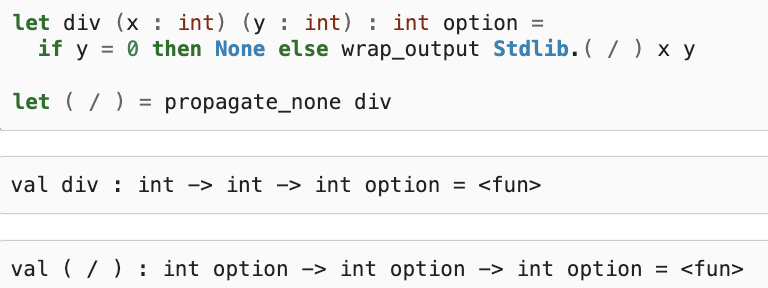 let div (x : int) (y : int) : int option =
  if y = 0 then None else wrap_output Stdlib.( / ) x y
let ( / ) = propagate_none div
val div : int -> int -> int option = <fun>
val ( / ) : int option -> int option -> int option = <fun>